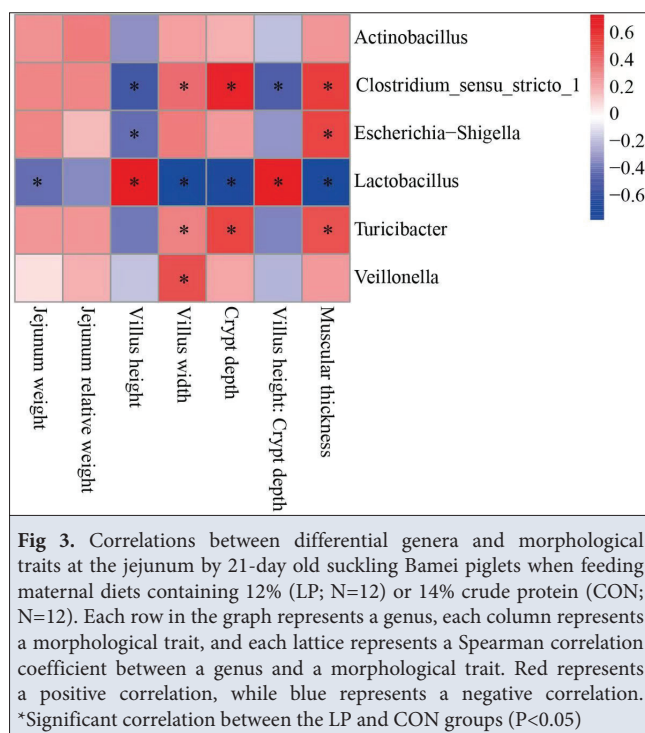 Actinobacillus
Clostridium_sensu_stricto_1
Escherichia-Shigella
Lactobacillus
Turicibacter
Veillonella
0.6
0.4
0.2
0
−0.2
−0.4
−0.6
* * * * *
* *
* * * * * *
* * *
*
Jejunum weight
Jejunum relative weight
Villus height
Villus width
Crypt depth
Villus height: Crypt depth
Muscular thickness
Fig 3. Correlations between differential genera and morphological
traits at the jejunum by 21-day old suckling Bamei piglets when feeding
maternal diets containing 12% (LP; N=12) or 14% crude protein (CON;
N=12). Each row in the graph represents a genus, each column represents
a morphological trait, and each lattice represents a Spearman correlation
coefficient between a genus and a morphological trait. Red represents
a positive correlation, while blue represents a negative correlation.
*Significant correlation between the LP and CON groups (P<0.05)